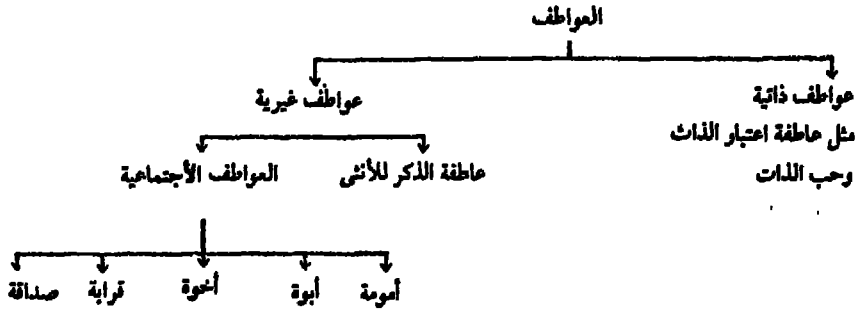 العواطف
عواطف ذاتية
مثل عاطفة اعتبار الذات
وحب الذات
عواطف غيرية
عاطفة الذكر للأنثى
العواطف الأجتماعية
أمومة
أبوة
أخوة
قرابة
صداقة